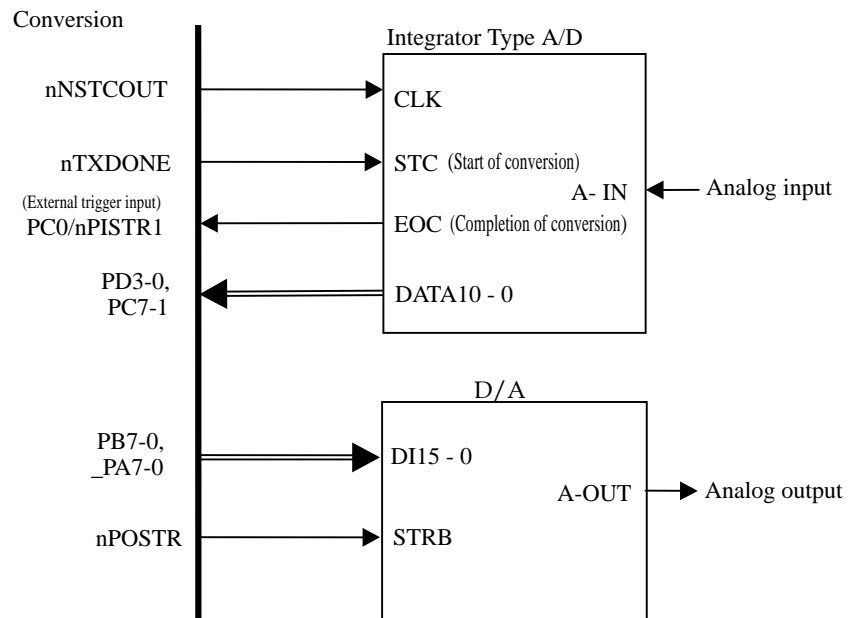 Conversion
Integrator Type A/D
nNSTCOUT
CLK
nTXDONE
STC (Start of conversion)
A- IN
Analog input
(External trigger input)
PC0/nPISTR1
EOC (Completion of conversion)
PD3-0,
PC7-1
DATA10 - 0
D/A
PB7-0,
_PA7-0
DI15 - 0
A-OUT
Analog output
nPOSTR
STRB